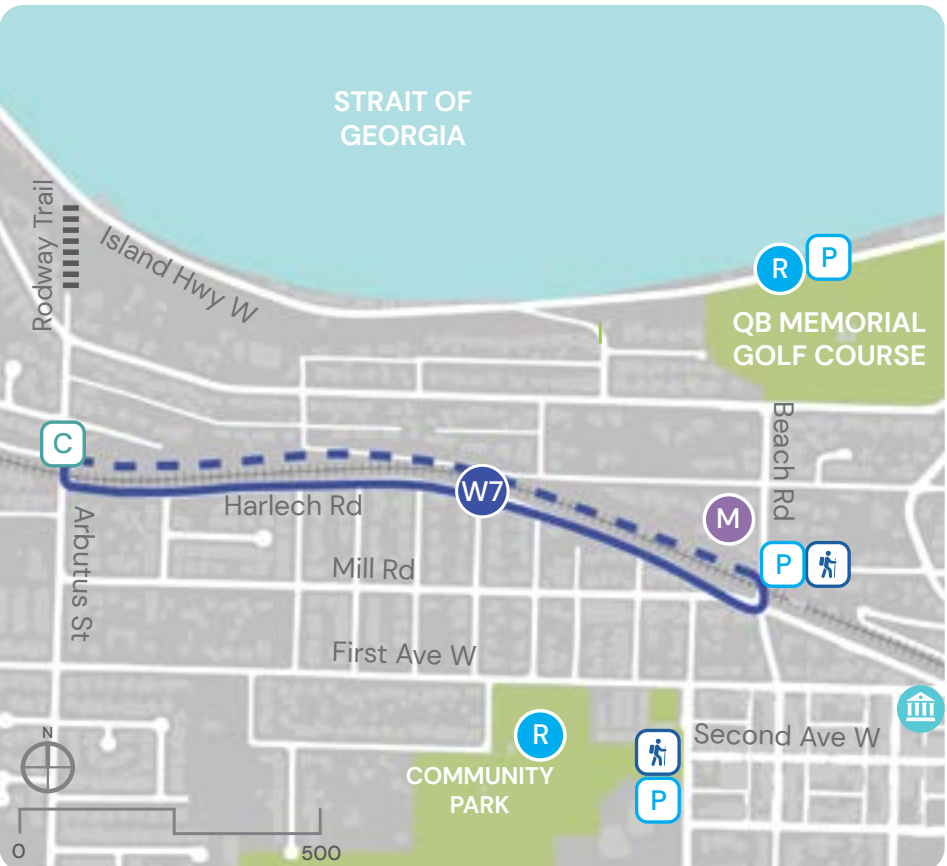 STRAIT OF
GEORGIA
Rodway Trail
Island Hwy W
R
P
QB MEMORIAL
GOLF COURSE
Beach Rd
C
W7
Harlech Rd
M
Arbutus St
Mill Rd
P
First Ave W
Second Ave W
R
N
COMMUNITY
PARK
P
0
500